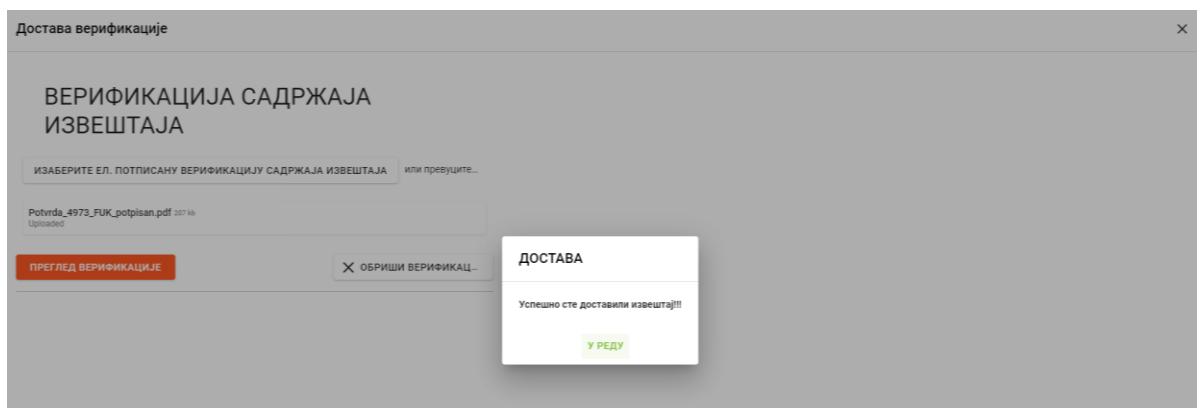 Достава верификације
ВЕРИФИКАЦИЈА САДРЖАЈА
ИЗВЕШТАЈА
ИЗАБЕРИТЕ ЕЛ. ПОТПИСАНУ ВЕРИФИКАЦИЈУ САДРЖАЈА ИЗВЕШТАЈА или превуците...
Potvrda_4973_FUK_potpisan.pdf 207 kb
Uploaded
ПРЕГЛЕД ВЕРИФИКАЦИЈЕ
ОБРИШИ ВЕРИФИКАЦ...
ДОСТАВА
Успешно сте доставили извештај!!!
У РЕДУ